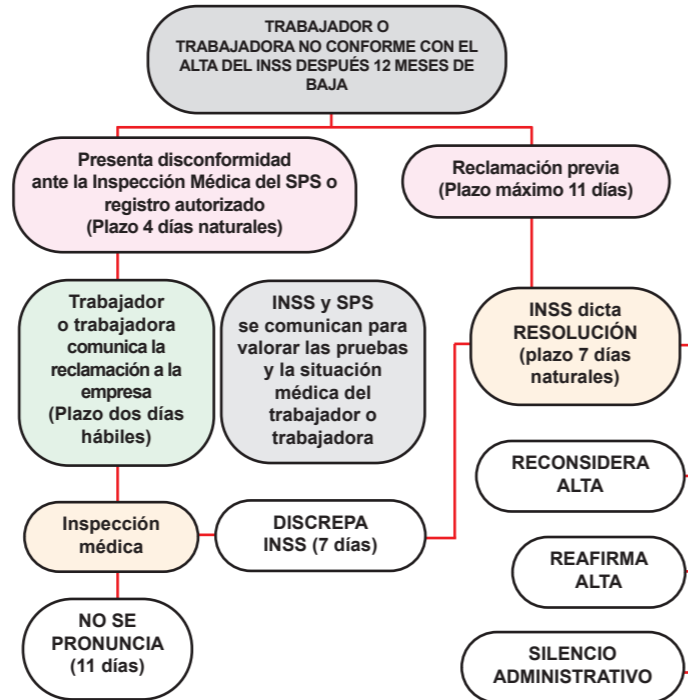 TRABAJADOR O
TRABAJADORA NO CONFORME CON EL
ALTA DEL INSS DESPUÉS 12 MESES DE
BAJA
Presenta disconformidad
ante la Inspección Médica del SPS o
registro autorizado
(Plazo 4 días naturales)
Reclamación previa
(Plazo máximo 11 días)
Trabajador
o trabajadora
comunica la
reclamación a la
empresa
(Plazo dos días
hábiles)
INSS y SPS
se comunican para
valorar las pruebas
y la situación
médica del
trabajador o
trabajadora
INSS dicta
RESOLUCIÓN
(plazo 7 días
naturales)
RECONSIDERA
ALTA
Inspección
médica
DISCREPA
INSS (7 días)
REAFIRMA
ALTA
NO SE
PRONUNCIA
(11 días)
SILENCIO
ADMINISTRATIVO